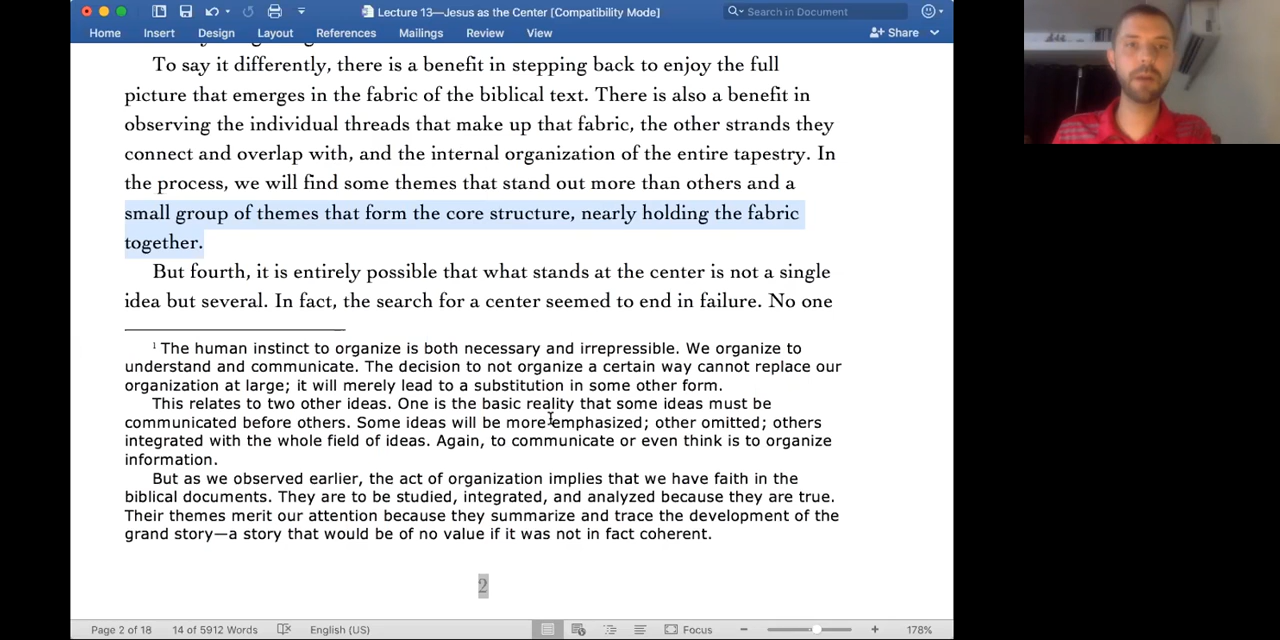 Lecture 13—Jesus as the Center [Compatibility Mode]
Search in Document
Home Insert Design Layout References Mailings Review View Share
To say it differently, there is a benefit in stepping back to enjoy the full
picture that emerges in the fabric of the biblical text. There is also a benefit in
observing the individual threads that make up that fabric, the other strands they
connect and overlap with, and the internal organization of the entire tapestry. In
the process, we will find some themes that stand out more than others and a
small group of themes that form the core structure, nearly holding the fabric
together.
But fourth, it is entirely possible that what stands at the center is not a single
idea but several. In fact, the search for a center seemed to end in failure. No one
1 The human instinct to organize is both necessary and irrepressible. We organize to
understand and communicate. The decision to not organize a certain way cannot replace our
organization at large; it will merely lead to a substitution in some other form.
This relates to two other ideas. One is the basic reality that some ideas must be
communicated before others. Some ideas will be more emphasized; other omitted; others
integrated with the whole field of ideas. Again, to communicate or even think is to organize
information.
But as we observed earlier, the act of organization implies that we have faith in the
biblical documents. They are to be studied, integrated, and analyzed because they are true.
Their themes merit our attention because they summarize and trace the development of the
grand story—a story that would be of no value if it was not in fact coherent.
2
Page 2 of 18 14 of 5912 Words English (US) Focus 178%